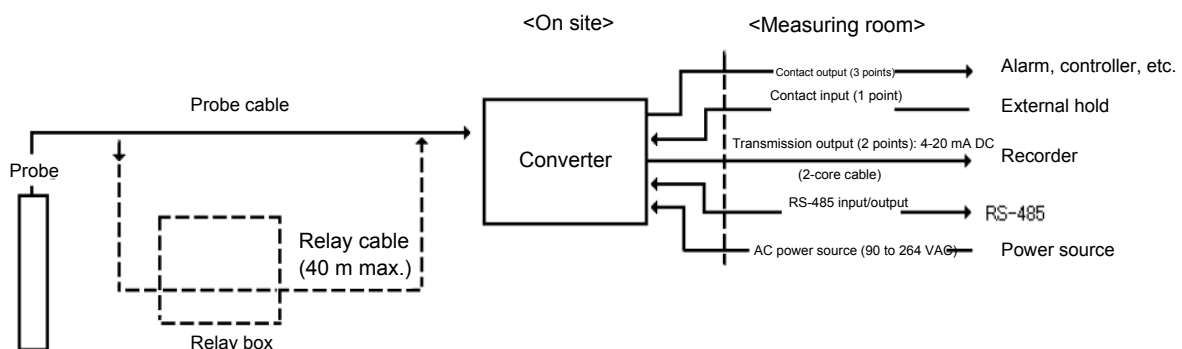 <On site>
<Measuring room>
Contact output (3 points)
Alarm, controller, etc.
Probe cable
Contact input (1 point)
External hold
Probe
Converter
Transmission output (2 points): 4-20 mA DC
Recorder
(2-core cable)
RS-485 input/output
RS-485
Relay cable
(40 m max.)
AC power source (90 to 264 VAC)
Power source
Relay box